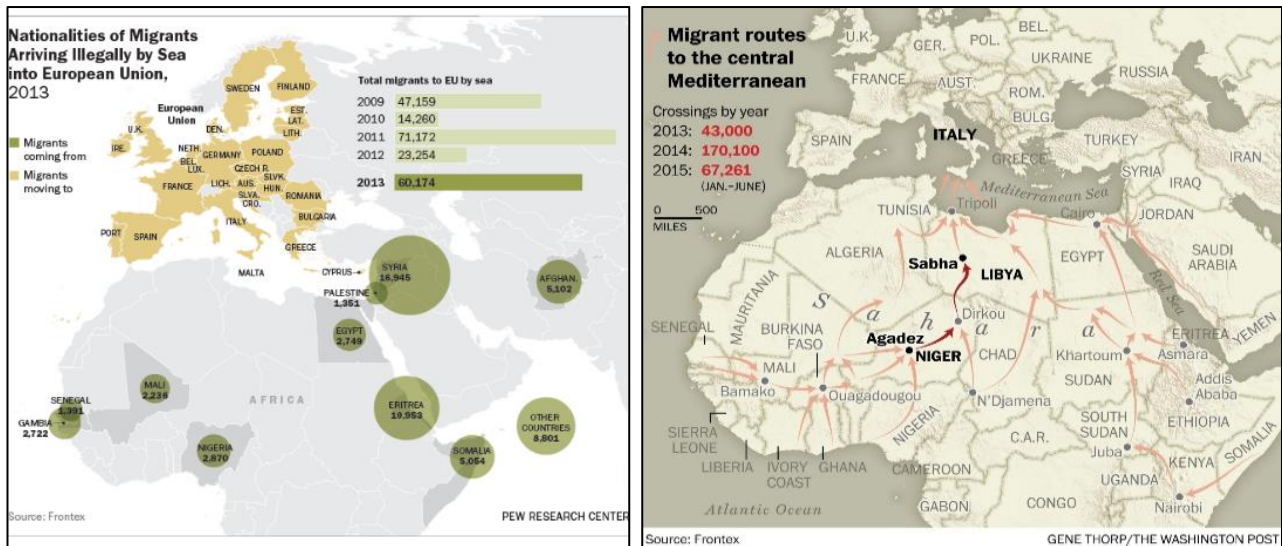 Nationalities of Migrants
Arriving Illegally by Sea
into European Union,
2013
Migrants
coming from
Migrants
moving to
European
Union
Total migrants to EU by sea
2009 47,159
2010 14,260
2011 71,172
2012 23,254
2013 60,174
SWEDEN
FINLAND
EST.
LAT.
LITH.
U.K.
DEN.
IRE.
NETH.
BEL.
LUX.
GERMANY
POLAND
CZECH R.
SLVK.
FRANCE
LICH.
AUS.
HUN.
SLVA.
CRO.
ROMANIA
BULGARIA
ITALY
PORT
SPAIN
GREECE
MALTA
CYPRUS
SYRIA
16,945
PALESTINE
1,351
AFGHAN.
5,102
EGYPT
2,749
MALI
2,236
SENEGAL
1,391
GAMBIA
2,722
AFRICA
NIGERIA
2,870
ERITREA
10,953
SOMALIA
5,054
OTHER
COUNTRIES
8,801
Source: Frontex
PEW RESEARCH CENTER
Migrant routes
to the central
Mediterranean
Crossings by year
2013: 43,000
2014: 170,100
2015: 67,261
(JAN.–JUNE)
0 500
MILES
U.K.
GER.
POL.
BEL.
UKRAINE
RUSSIA
FRANCE
AUST.
ROM.
BULG.
SPAIN
ITALY
GREECE
TURKEY
IRAN
SYRIA
IRAQ
Mediterranean Sea
TUNISIA
Tripoli
Cairo
JORDAN
ALGERIA
EGYPT
SAUDI
ARABIA
Sabha
LIBYA
Red Sea
MAURITANIA
Sahara
SENEGAL
BURKINA
FASO
Agadez
NIGER
Dirkou
CHAD
YEMEN
ERITREA
Asmara
Khartoum
MALI
Bamako
Ouagadougou
N'Djamena
SUDAN
Addis
Ababa
ETHIOPIA
NIGERIA
SOUTH
SUDAN
SIERRA
LEONE
C.A.R.
Juba
SOMALIA
LIBERIA
IVORY
COAST
GHANA
CAMEROON
KENYA
UGANDA
GABON
CONGO
Nairobi
Atlantic Ocean
Source: Frontex
GENE THORP/THE WASHINGTON POST